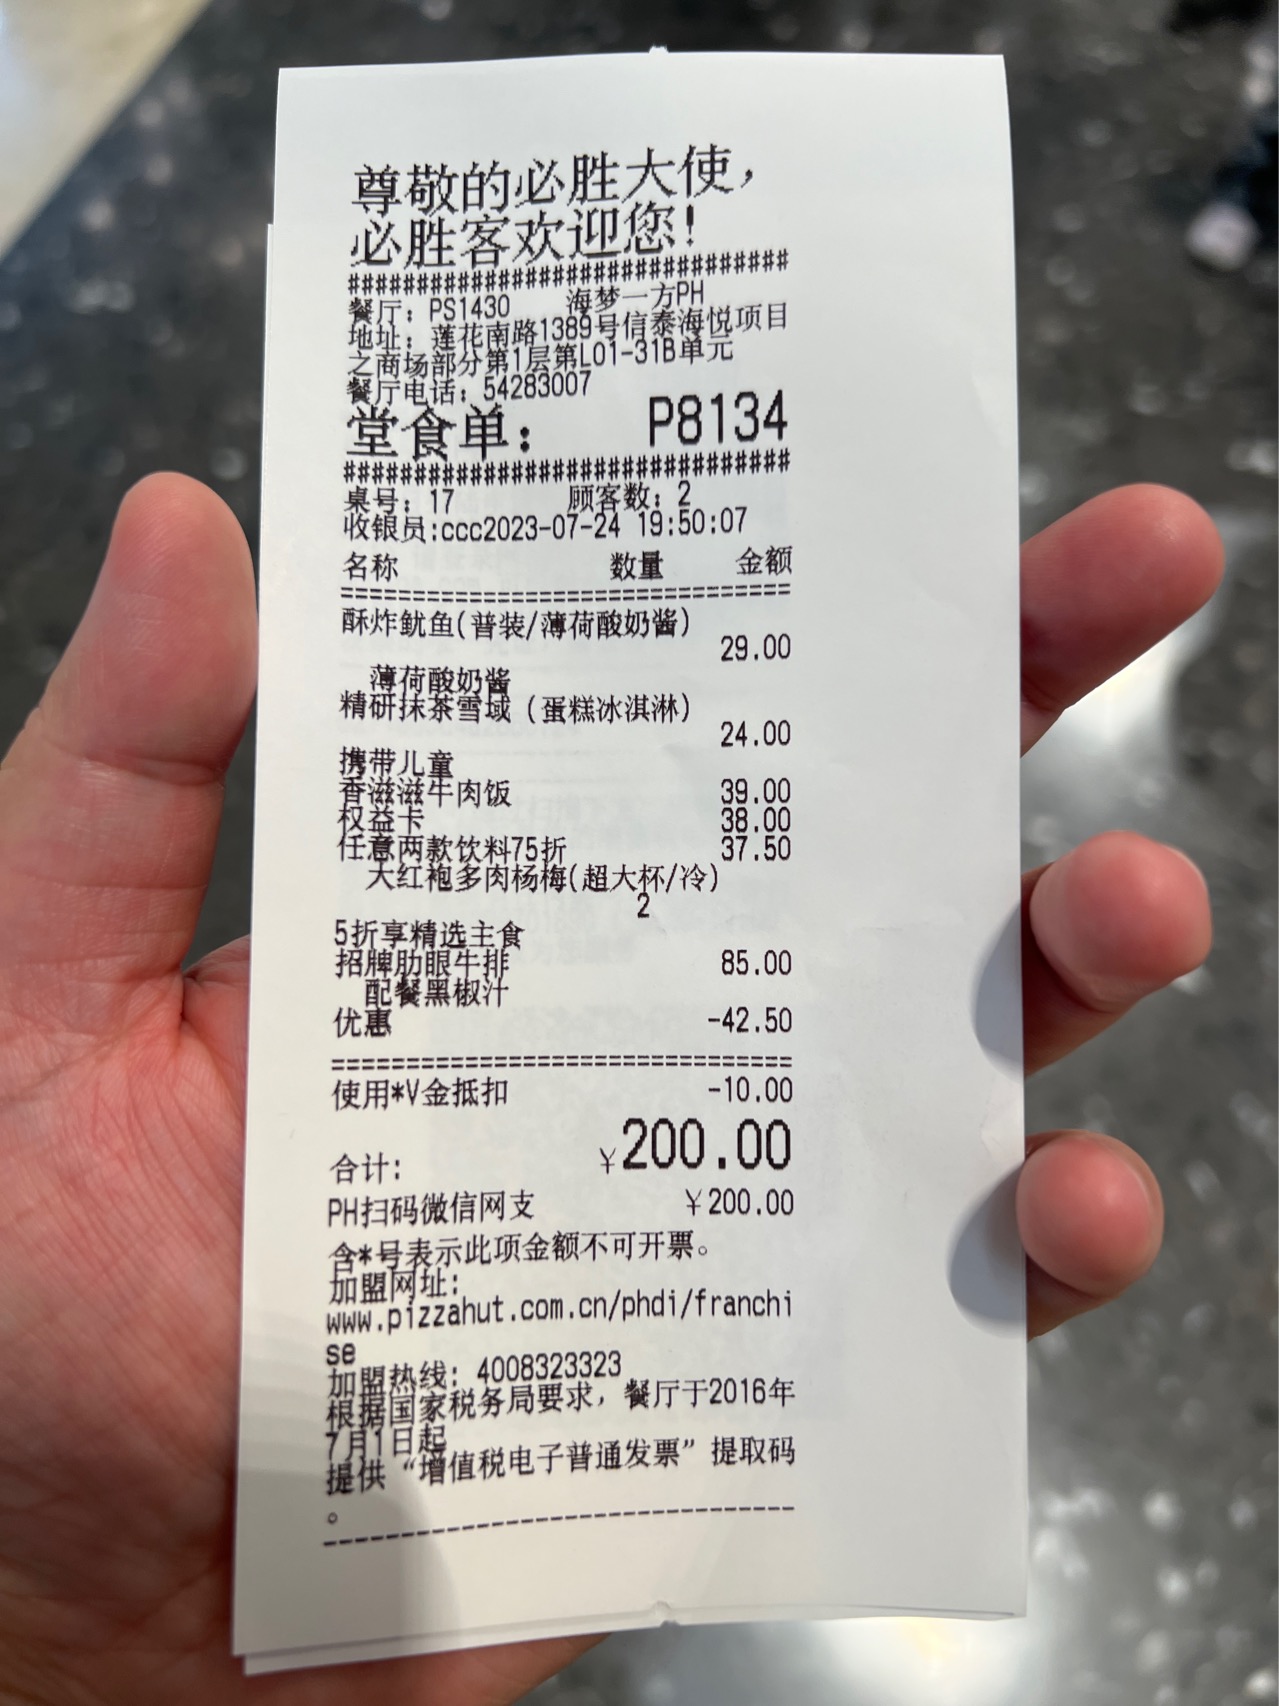 尊敬的必胜大使，
必胜客欢迎您！
################################
餐厅：PS1430 海梦一方PH
地址：莲花南路1389号信泰海悦项目
之商场部分第1层第L01-31B单元
餐厅电话：54283007
堂食单： P8134
################################
桌号：17 顾客数：2
收银员:ccc2023-07-24 19:50:07
名称 数量 金额
================================
酥炸鱿鱼(普装/薄荷酸奶酱)
29.00
薄荷酸奶酱
精研抹茶雪域（蛋糕冰淇淋）
24.00
携带儿童
香滋滋牛肉饭 39.00
权益卡 38.00
任意两款饮料75折 37.50
大红袍多肉杨梅(超大杯/冷)
2
5折享精选主食
招牌肋眼牛排 85.00
配餐黑椒汁
优惠 -42.50
================================
使用*V金抵扣 -10.00
合计: ￥200.00
PH扫码微信网支 ￥200.00
含*号表示此项金额不可开票。
加盟网址:
www.pizzahut.com.cn/phdi/franchi
se
加盟热线: 4008323323
根据国家税务局要求，餐厅于2016年
7月1日起
提供“增值税电子普通发票”提取码
。
--------------------------------